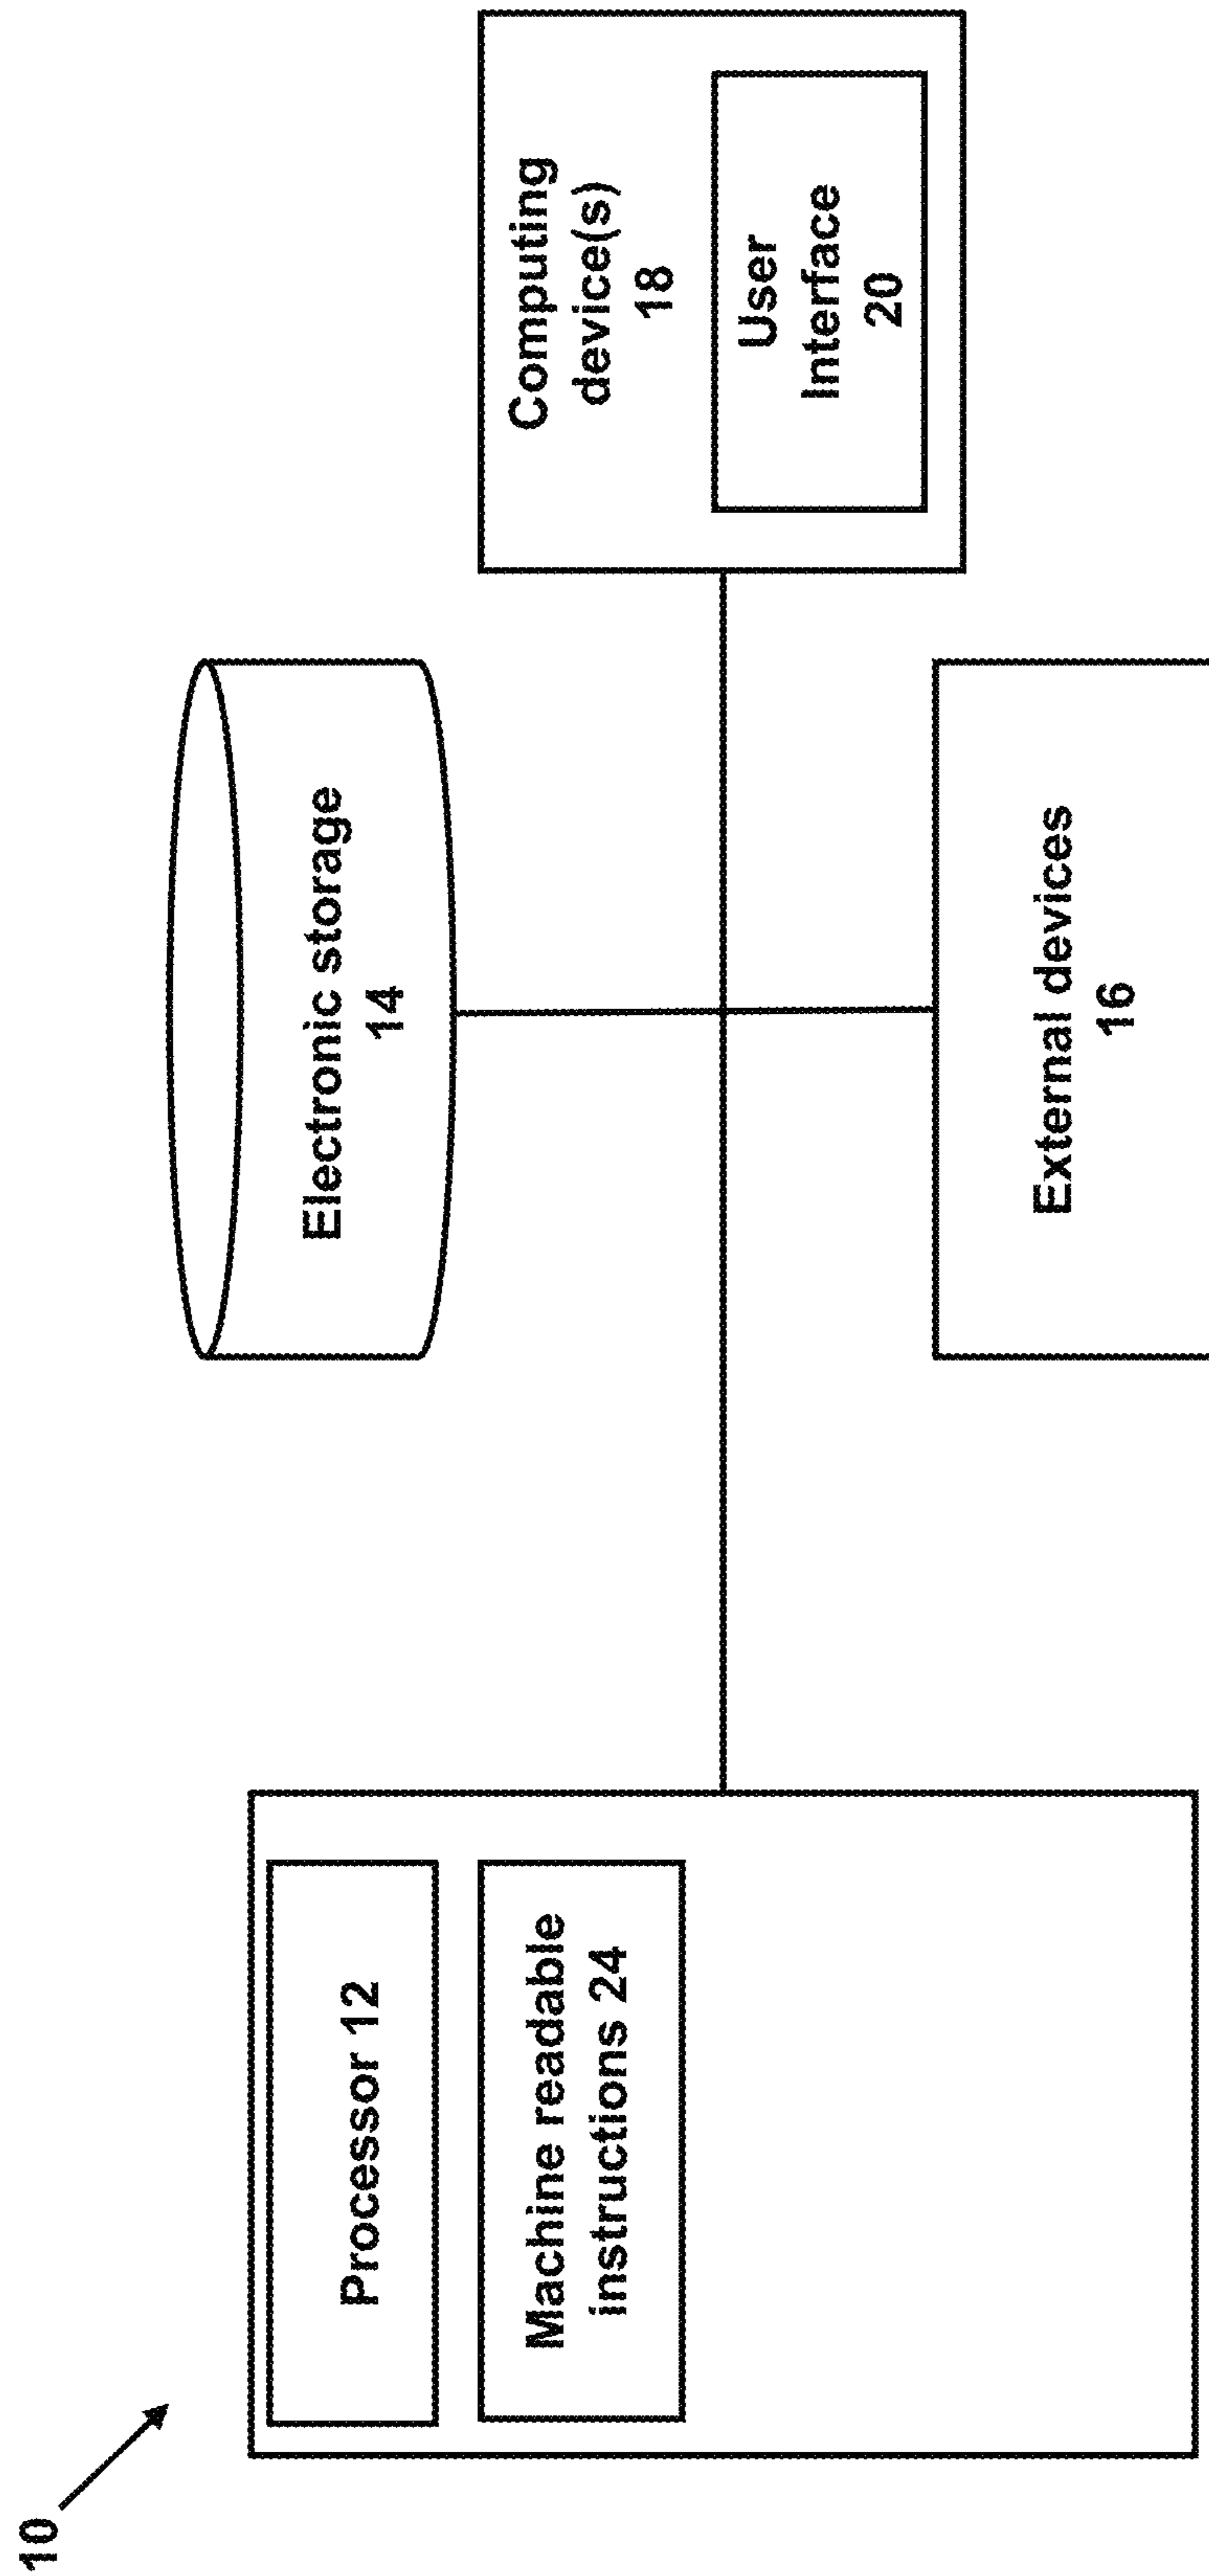 10
Processor 12
Machine readable
instructions 24
Electronic storage
14
External devices
16
Computing
device(s)
18
User
Interface
20